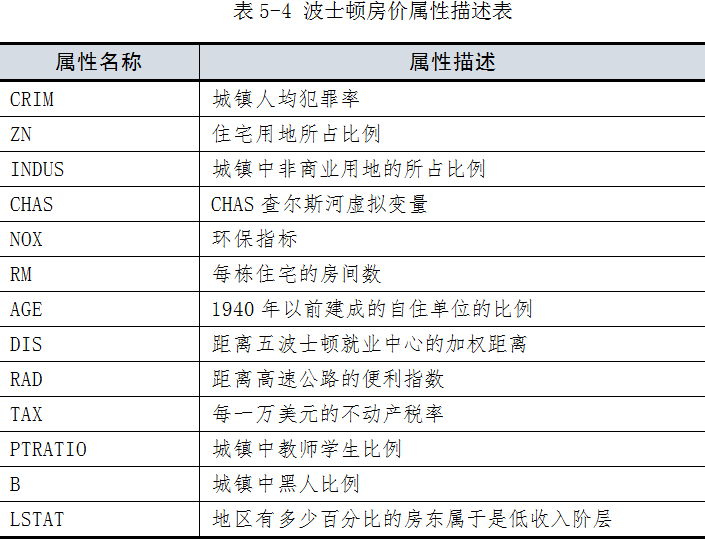 表 5-4 波士顿房价属性描述表
属性名称 属性描述
CRIM 城镇人均犯罪率
ZN 住宅用地所占比例
INDUS 城镇中非商业用地的所占比例
CHAS CHAS 查尔斯河虚拟变量
NOX 环保指标
RM 每栋住宅的房间数
AGE 1940 年以前建成的自住单位的比例
DIS 距离五波士顿就业中心的加权距离
RAD 距离高速公路的便利指数
TAX 每一万美元的不动产税率
PTRATIO 城镇中教师学生比例
B 城镇中黑人比例
LSTAT 地区有多少百分比的房东属于是低收入阶层